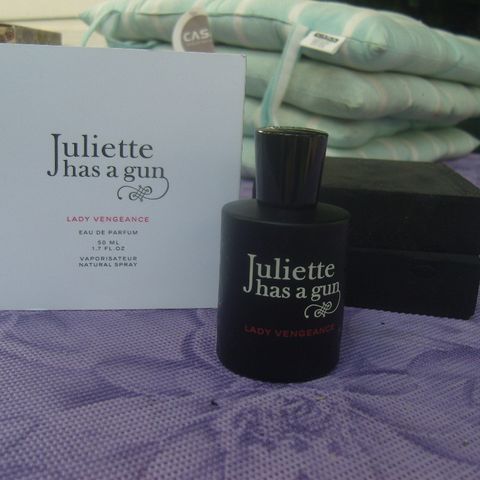 CAS
Juliette
has a gun
LADY VENGEANCE
EAU DE PARFUM
50 ML
1.7 FL.OZ
VAPORISATEUR
NATURAL SPRAY
Juliette
has a gun
LADY VENGEANCE